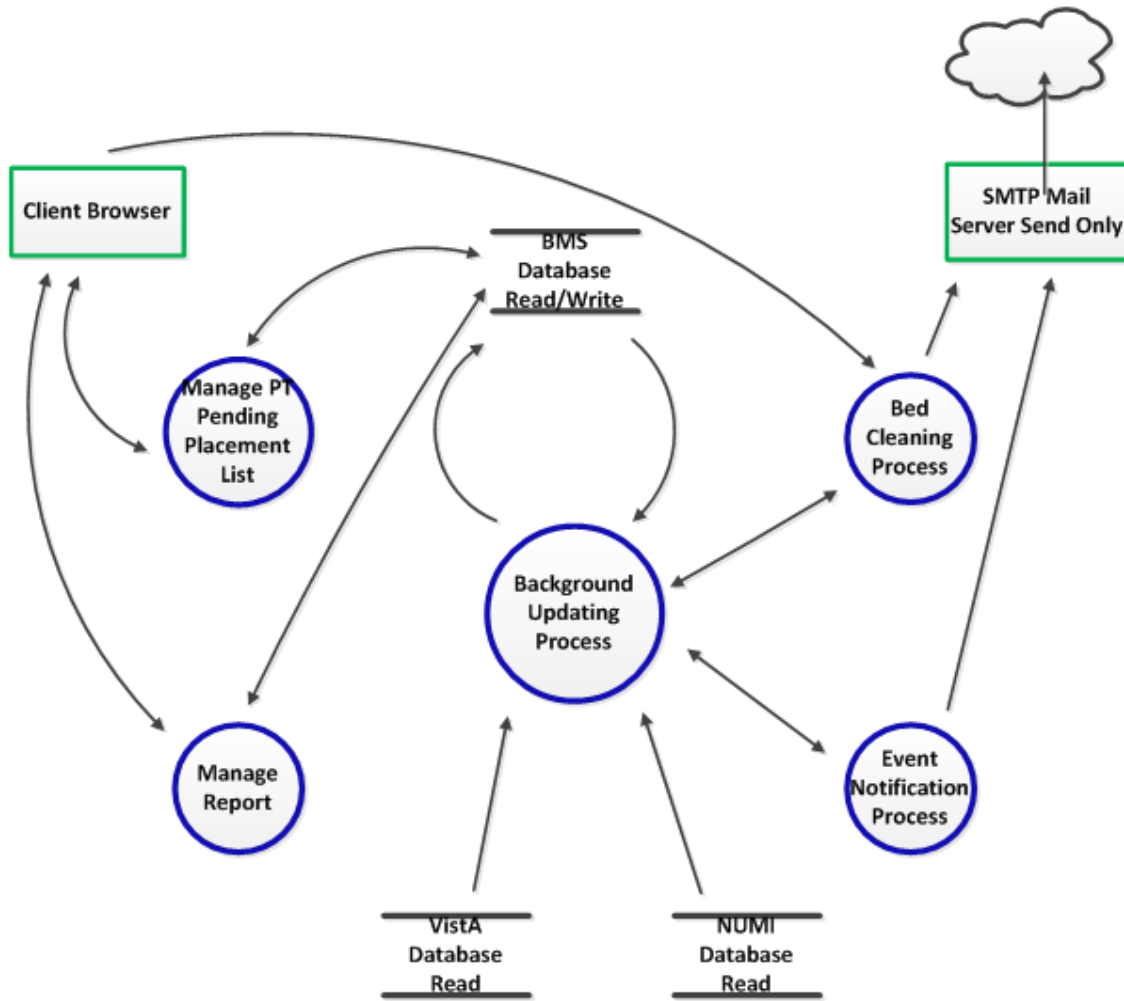 Client Browser
SMTP Mail
Server Send Only
BMS
Database
Read/Write
Manage PT
Pending
Placement
List
Bed
Cleaning
Process
Background
Updating
Process
Manage
Report
Event
Notification
Process
VistA
Database
Read
NUMI
Database
Read